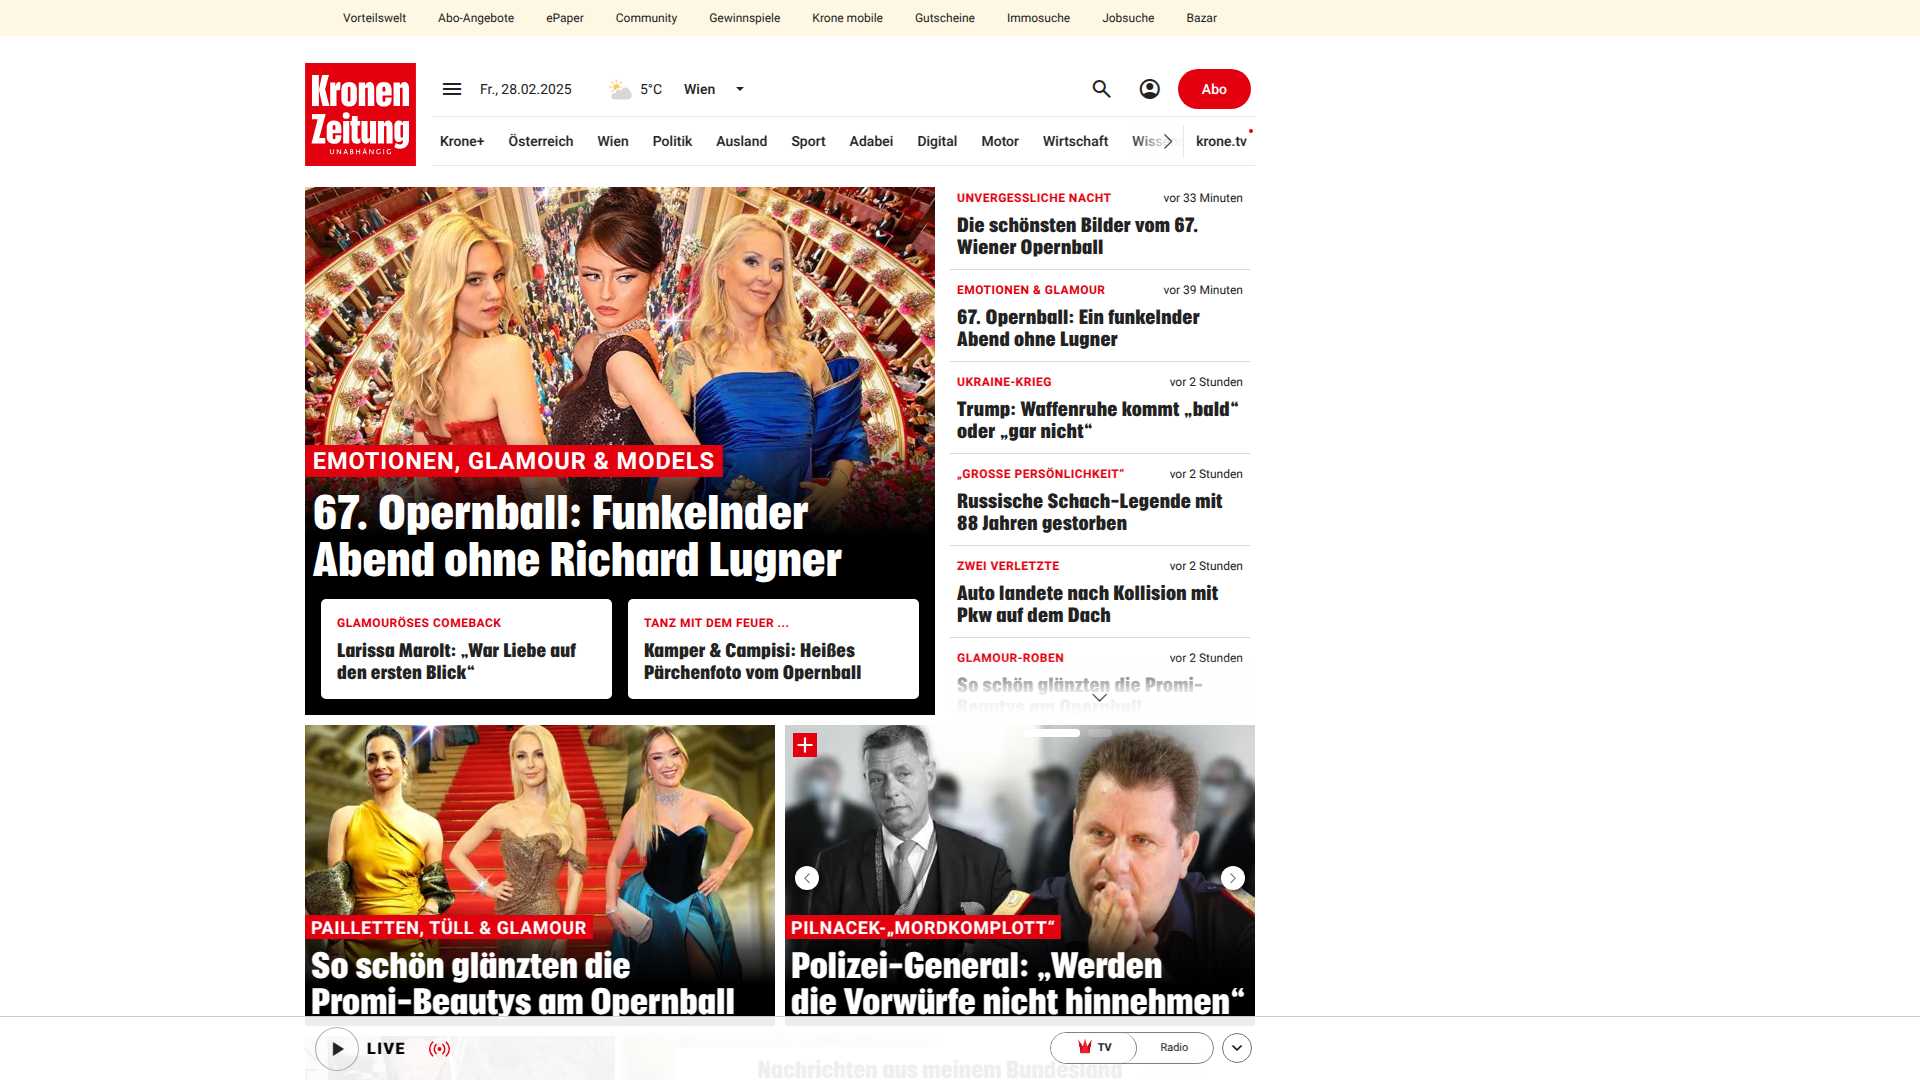 Vorteilswelt Abo-Angebote ePaper Community Gewinnspiele Krone mobile Gutscheine Immosuche Jobsuche Bazar
Kronen
Zeitung
UNABHÄNGIG
Fr., 28.02.2025 5°C Wien Abo
Krone+ Österreich Wien Politik Ausland Sport Adabei Digital Motor Wirtschaft krone.tv
EMOTIONEN, GLAMOUR & MODELS
67. Opernball: Funkelnder
Abend ohne Richard Lugner
GLAMOURÖSES COMEBACK
Larissa Marolt: „War Liebe auf
den ersten Blick“
TANZ MIT DEM FEUER ...
Kamper & Campisi: Heißes
Pärchenfoto vom Opernball
UNVERGESSLICHE NACHT vor 33 Minuten
Die schönsten Bilder vom 67.
Wiener Opernball
EMOTIONEN & GLAMOUR vor 39 Minuten
67. Opernball: Ein funkelnder
Abend ohne Lugner
UKRAINE-KRIEG vor 2 Stunden
Trump: Waffenruhe kommt „bald“
oder „gar nicht“
„GROSSE PERSÖNLICHKEIT“ vor 2 Stunden
Russische Schach-Legende mit
88 Jahren gestorben
ZWEI VERLETZTE vor 2 Stunden
Auto landete nach Kollision mit
Pkw auf dem Dach
GLAMOUR-ROBEN vor 2 Stunden
So schön glänzten die Promi-
Beautys am Opernball
PAILLETTEN, TÜLL & GLAMOUR
So schön glänzten die
Promi-Beautys am Opernball
PILNACEK-„MORDKOMPLOTT“
Polizei-General: „Werden
die Vorwürfe nicht hinnehmen“
LIVE TV Radio
Nachrichten aus meinem Bundesland